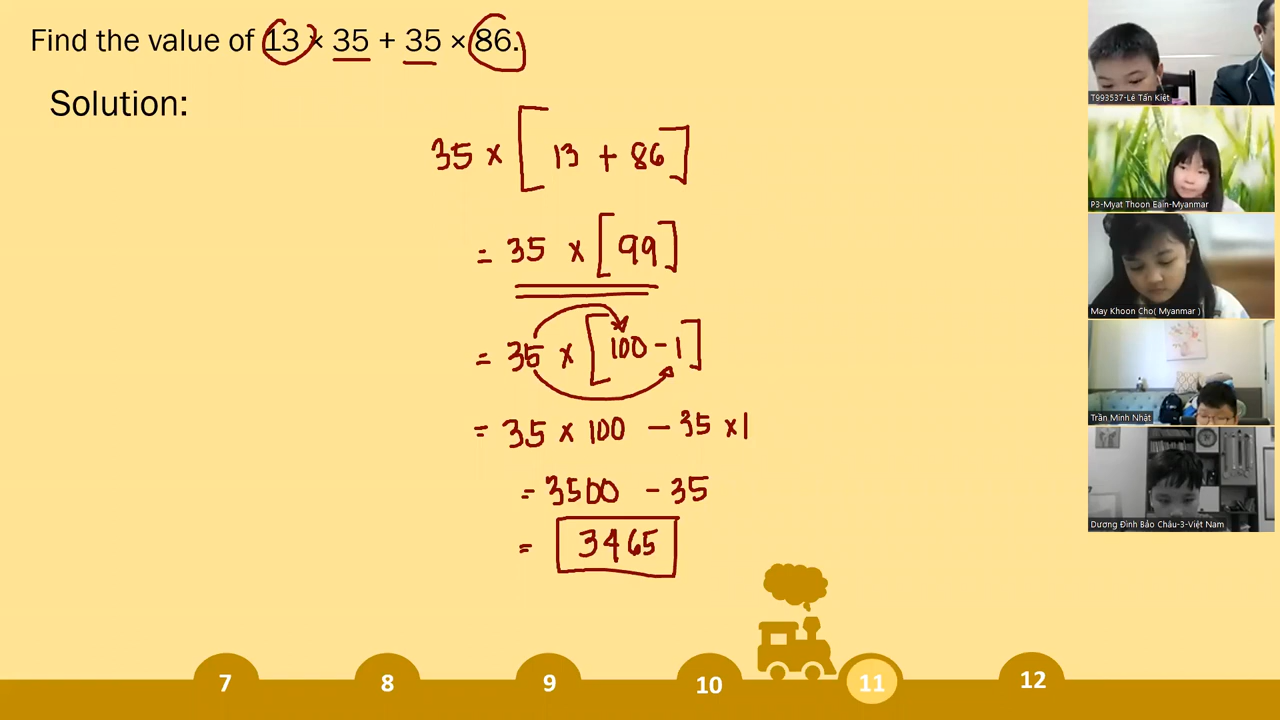 Find the value of 13 × 35 + 35 × 86.
Solution:
35 × [ 13 + 86 ]
= 35 × [ 99 ]
= 35 × [ 100 - 1 ]
= 35 × 100 - 35 × 1
= 3500 - 35
= 3465
7 8 9 10 11 12
T993537-Lê Tấn Kiệt
P3-Myat Thoon Eain-Myanmar
May Khoon Cho( Myanmar )
Trần Minh Nhật
Dương Đình Bảo Châu-3-Việt Nam